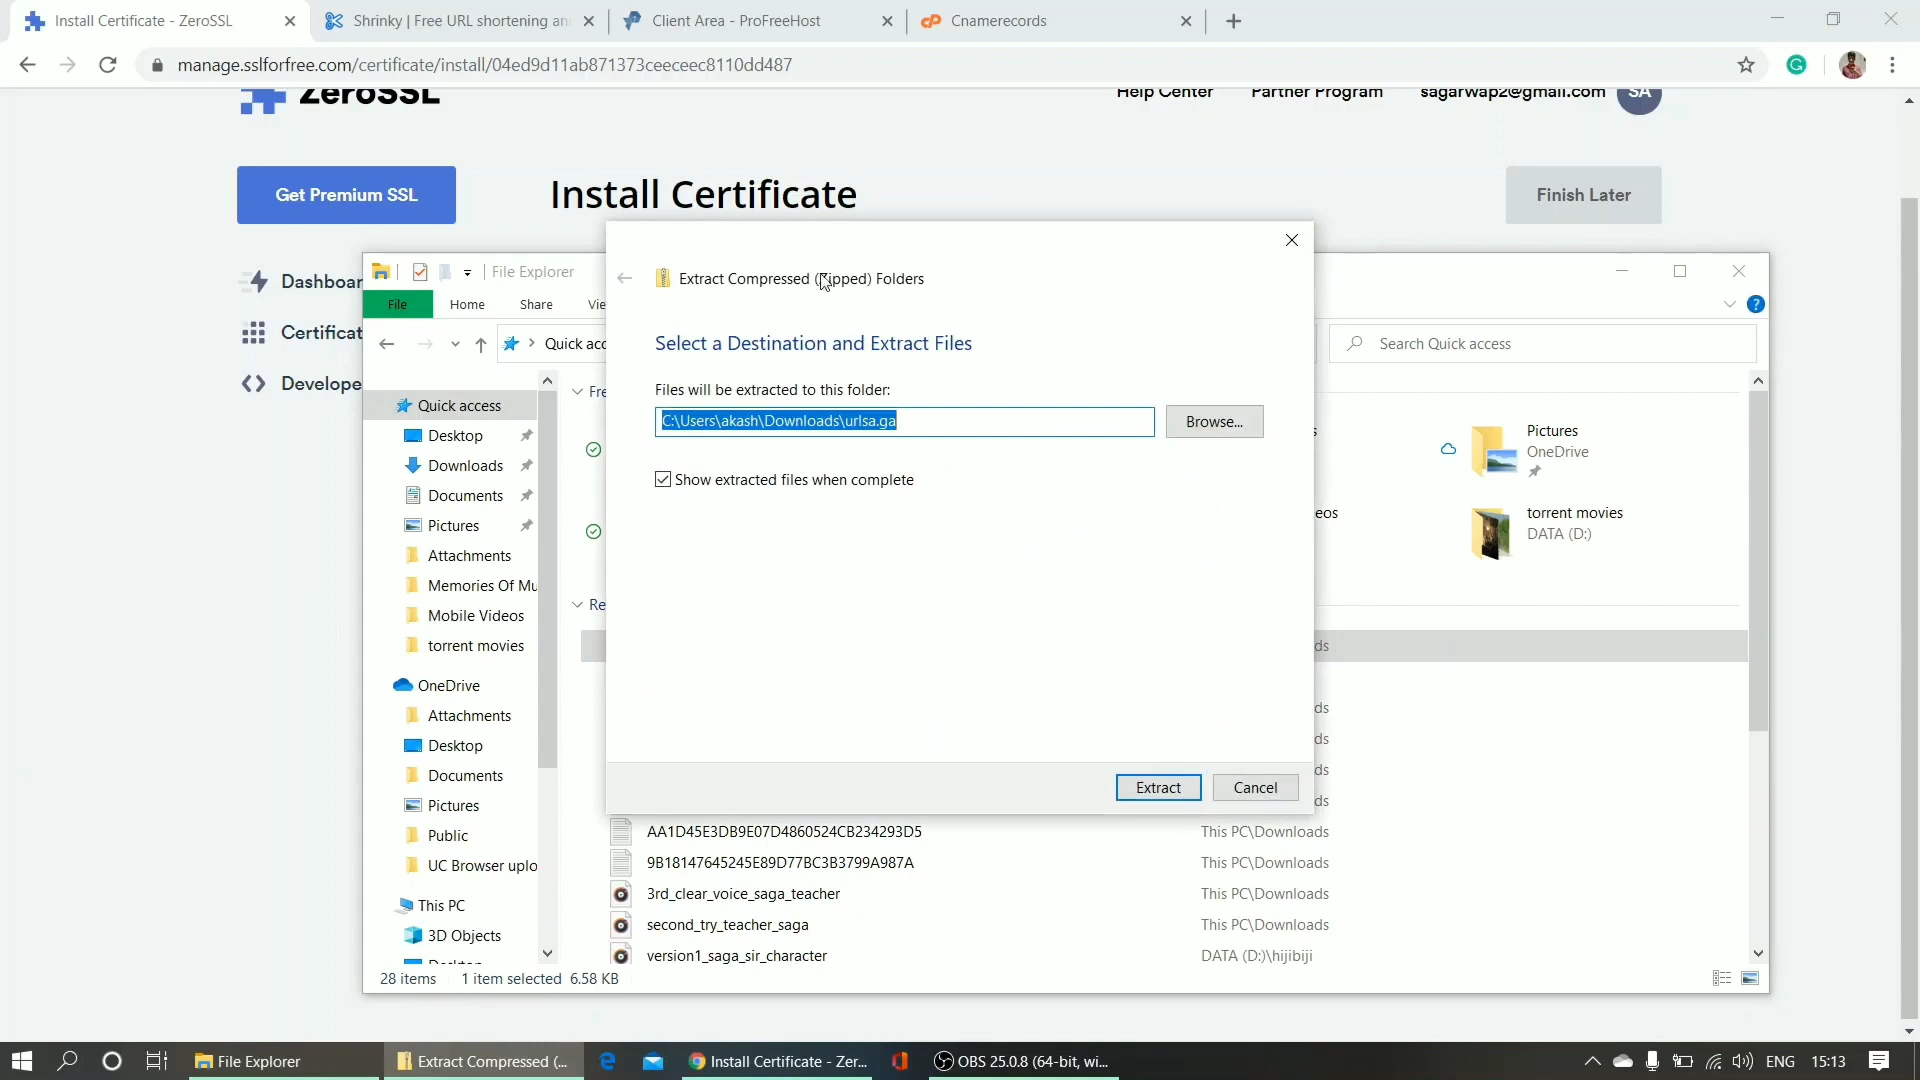 Install Certificate - ZeroSSL
Shrinky | Free URL shortening an
Client Area - ProFreeHost
Cnamerecords
manage.sslforfree.com/certificate/install/04ed9d11ab871373ceeceec8110dd487
ZeroSSL
Help Center
Partner Program
sagarwap2@gmail.com
SA
Get Premium SSL
Install Certificate
Finish Later
Dashboar
Certificat
Develope
File Explorer
File
Home
Share
Vie
Quick acc
Search Quick access
Extract Compressed (Zipped) Folders
Select a Destination and Extract Files
Files will be extracted to this folder:
C:\Users\akash\Downloads\urlsa.ga
Browse...
Show extracted files when complete
Extract
Cancel
Quick access
Desktop
Downloads
Documents
Pictures
Attachments
Memories Of Mu
Mobile Videos
torrent movies
OneDrive
Attachments
Desktop
Documents
Pictures
Public
UC Browser uplo
This PC
3D Objects
Fre
Re
Pictures
OneDrive
eos
torrent movies
DATA (D:)
ds
ds
ds
ds
ds
AA1D45E3DB9E07D4860524CB234293D5
This PC\Downloads
9B18147645245E89D77BC3B3799A987A
This PC\Downloads
3rd_clear_voice_saga_teacher
This PC\Downloads
second_try_teacher_saga
This PC\Downloads
version1_saga_sir_character
DATA (D:)\hijibiji
28 items
1 item selected 6.58 KB
File Explorer
Extract Compressed (...
Install Certificate - Zer...
OBS 25.0.8 (64-bit, wi...
ENG
15:13